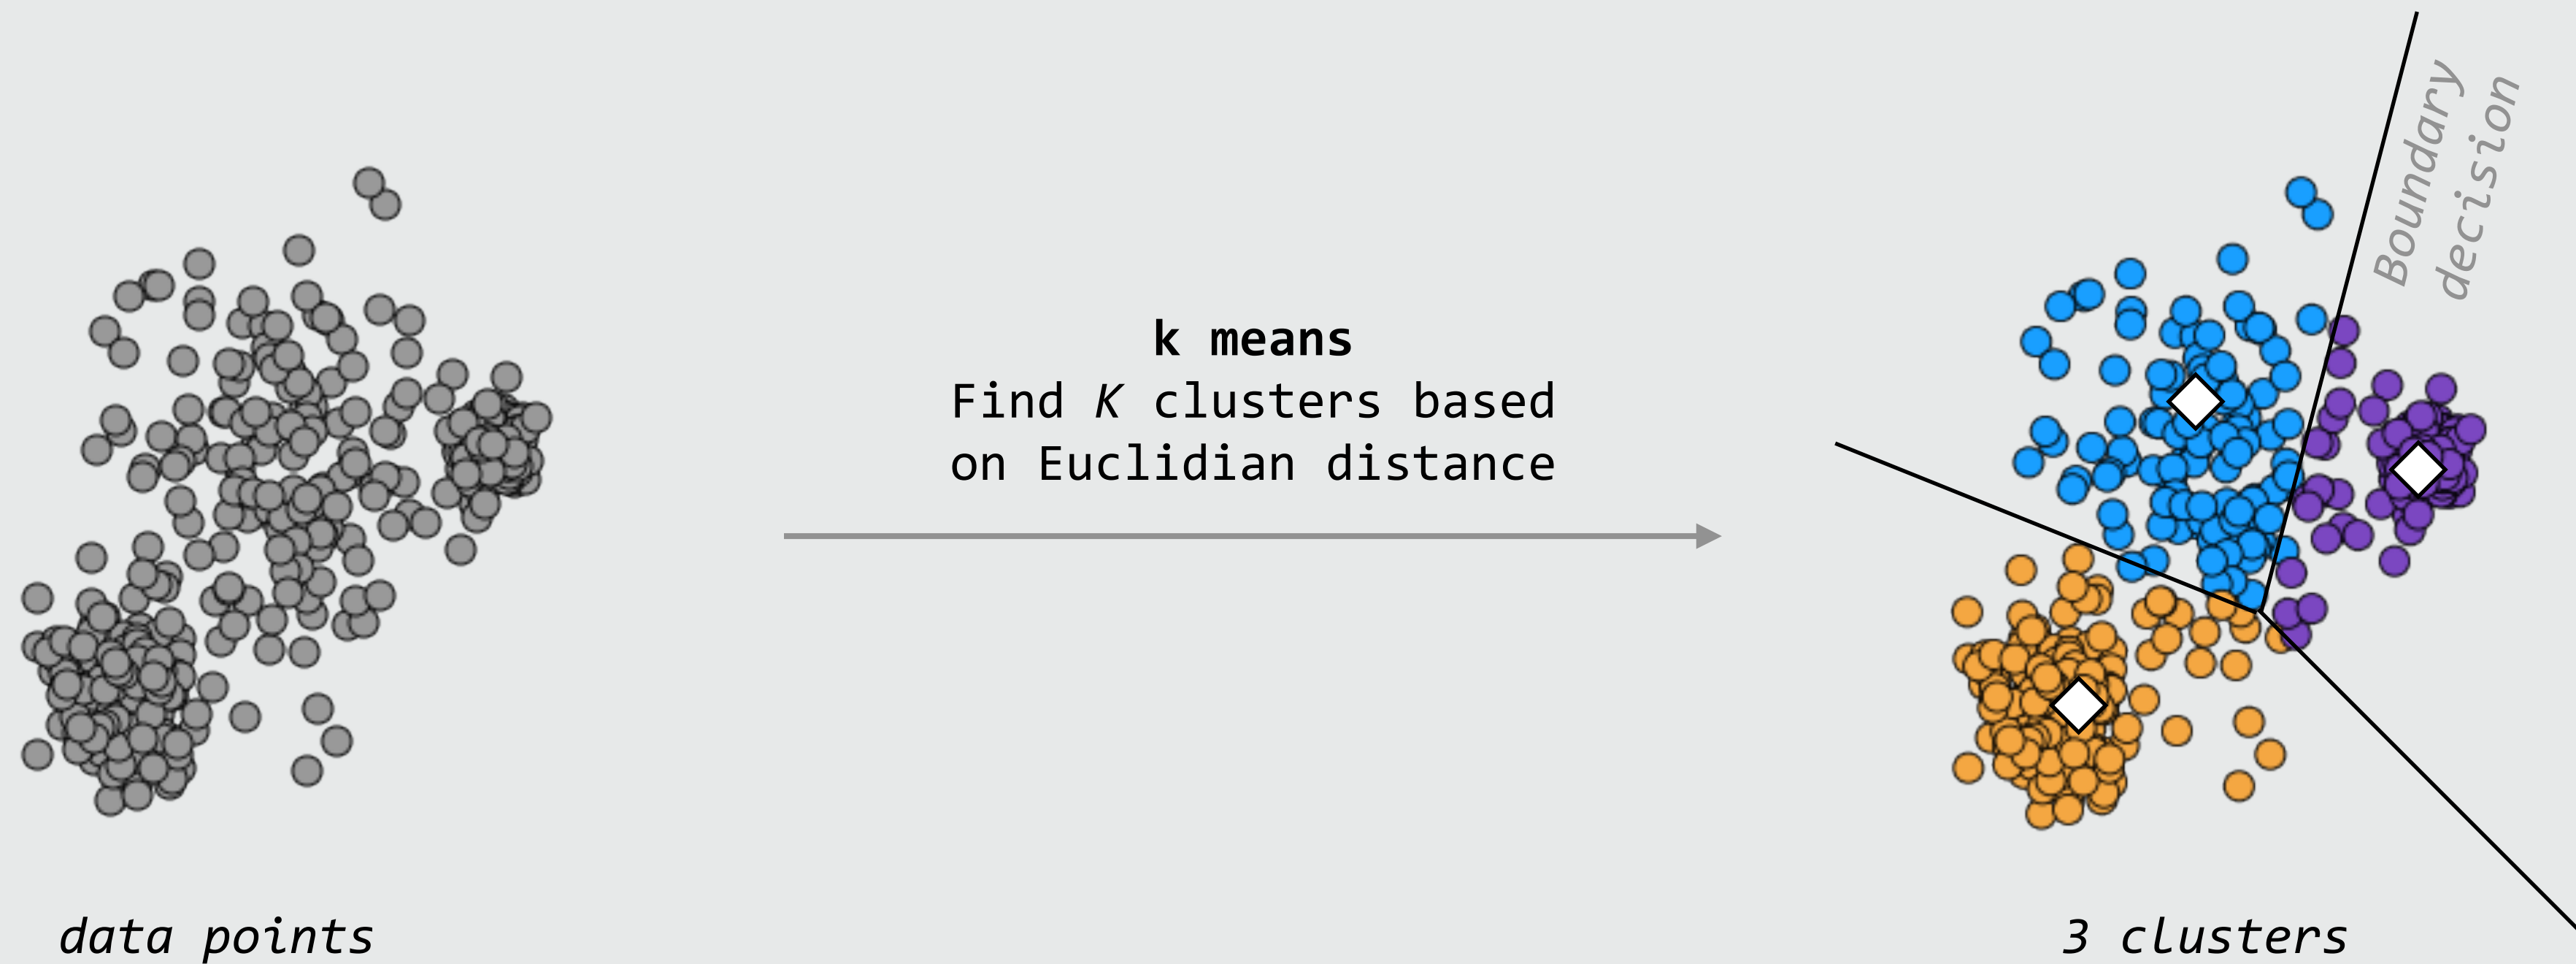 k means
Find K clusters based
on Euclidian distance
Boundary
decision
data points
3 clusters